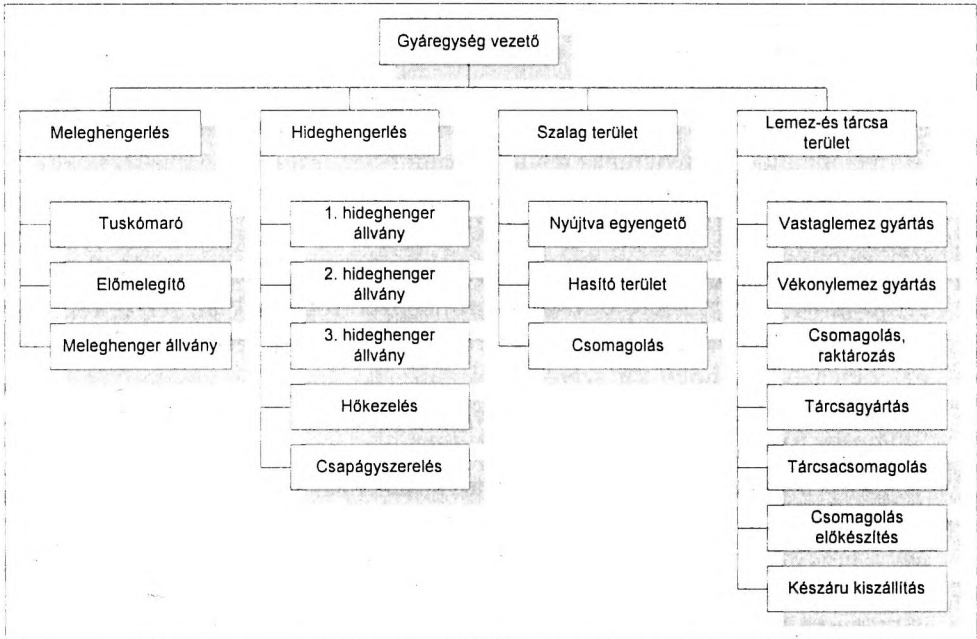 Gyáregység vezető
Meleghengerlés
Tuskómaró
Előmelegítő
Meleghenger állvány
Hideghengerlés
1. hideghenger
állvány
2. hideghenger
állvány
3. hideghenger
állvány
Hőkezelés
Csapágyszerelés
Szalag terület
Nyújtva egyengető
Hasító terület
Csomagolás
Lemez-és tárcsa
terület
Vastaglemez gyártás
Vékonylemez gyártás
Csomagolás,
raktározás
Tárcsagyártás
Tárcsacsomagolás
Csomagolás
előkészítés
Készáru kiszállítás